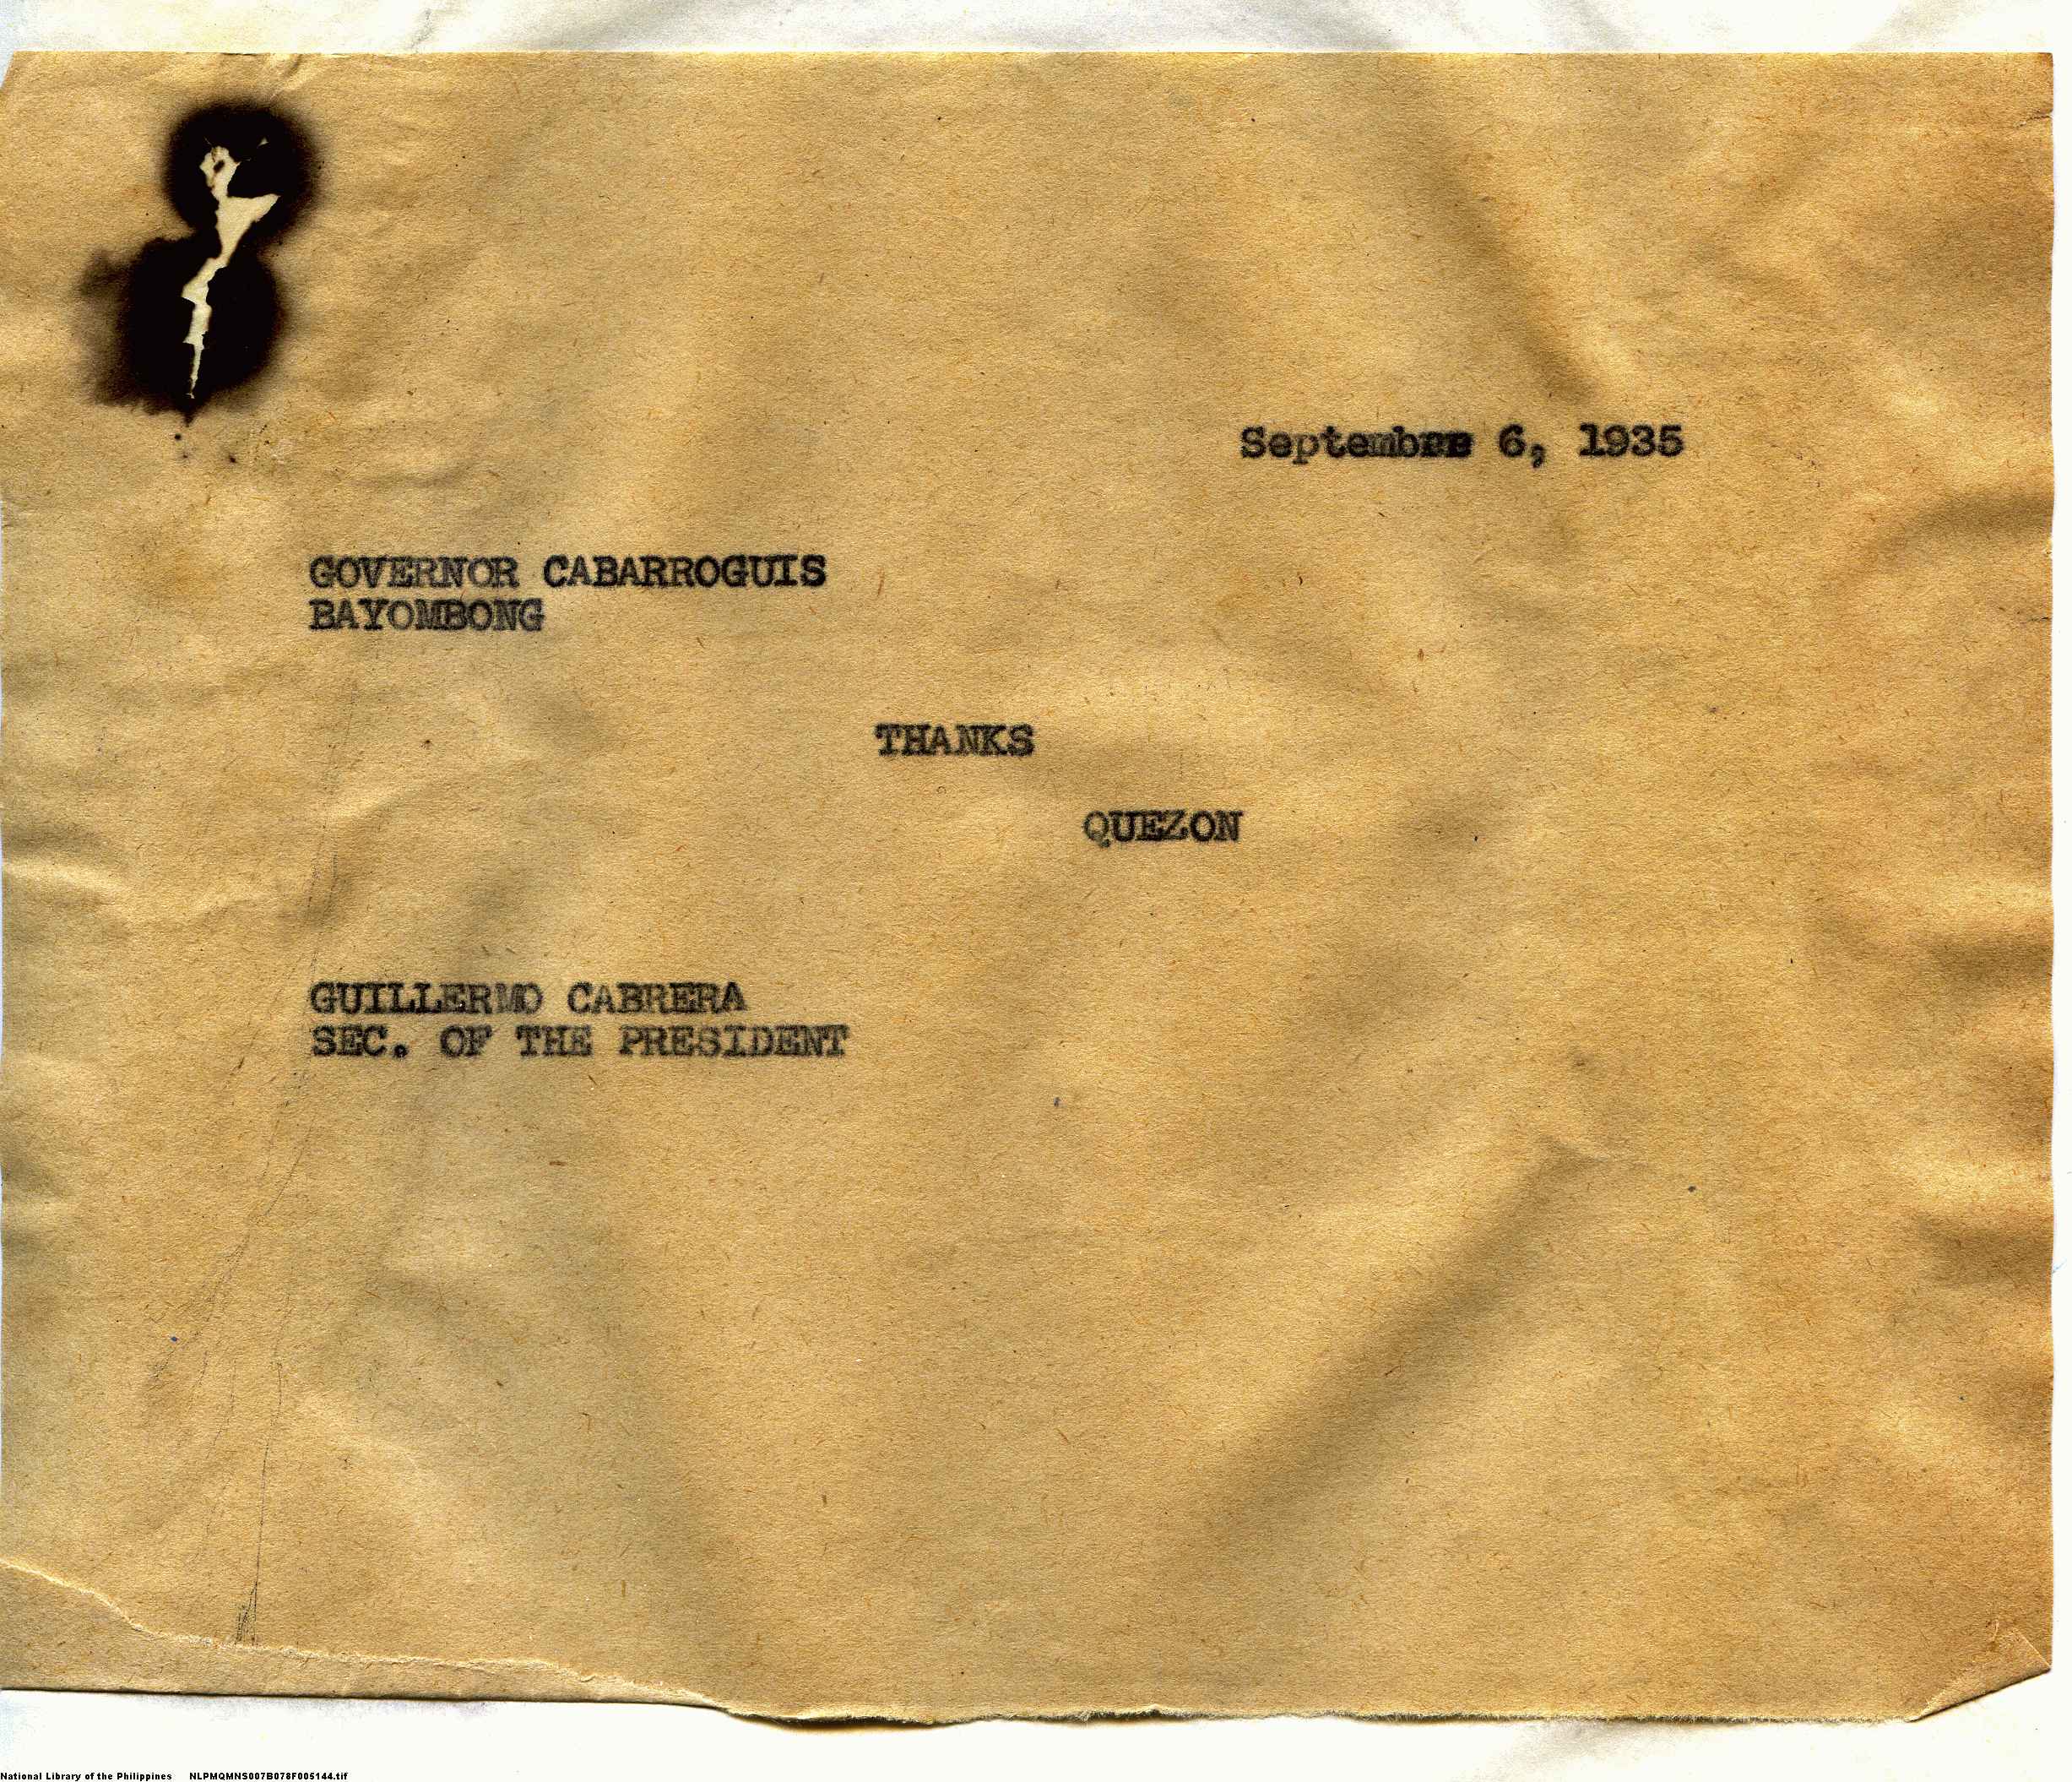 September 6, 1935
GOVERNOR CABARROGUIS
BAYOMBONG
THANKS
QUEZON
GUILLERMO CABRERA
SEC. OF THE PRESIDENT
National Library of the Philippines NLPMQMNS007B078F005144.tif